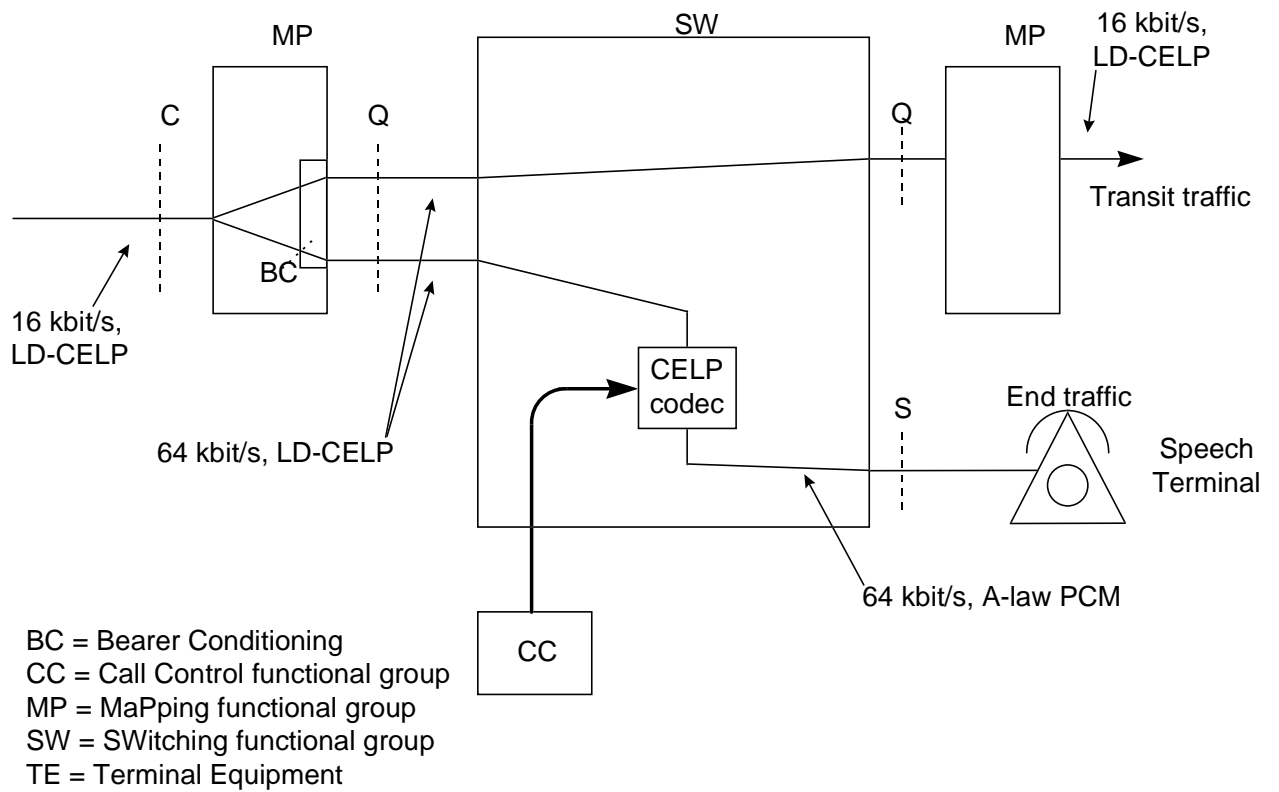 SW
MP
MP
16 kbit/s,
LD-CELP
C
Q
Q
Transit traffic
BC
16 kbit/s,
LD-CELP
CELP
codec
End traffic
S
Speech
Terminal
64 kbit/s, LD-CELP
64 kbit/s, A-law PCM
CC
BC = Bearer Conditioning
CC = Call Control functional group
MP = MaPping functional group
SW = SWitching functional group
TE = Terminal Equipment